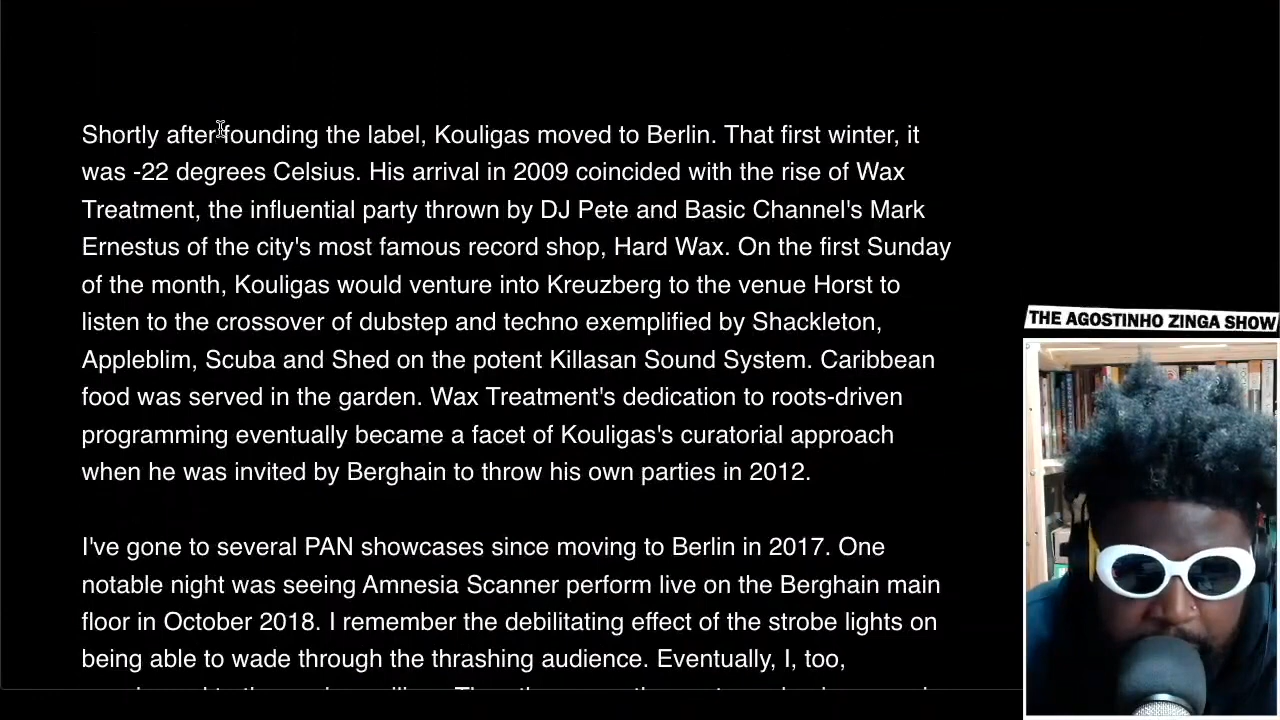 Shortly after founding the label, Kouligas moved to Berlin. That first winter, it
was -22 degrees Celsius. His arrival in 2009 coincided with the rise of Wax
Treatment, the influential party thrown by DJ Pete and Basic Channel's Mark
Ernestus of the city's most famous record shop, Hard Wax. On the first Sunday
of the month, Kouligas would venture into Kreuzberg to the venue Horst to
listen to the crossover of dubstep and techno exemplified by Shackleton,
Appleblim, Scuba and Shed on the potent Killasan Sound System. Caribbean
food was served in the garden. Wax Treatment's dedication to roots-driven
programming eventually became a facet of Kouligas's curatorial approach
when he was invited by Berghain to throw his own parties in 2012.
I've gone to several PAN showcases since moving to Berlin in 2017. One
notable night was seeing Amnesia Scanner perform live on the Berghain main
floor in October 2018. I remember the debilitating effect of the strobe lights on
being able to wade through the thrashing audience. Eventually, I, too,
THE AGOSTINHO ZINGA SHOW